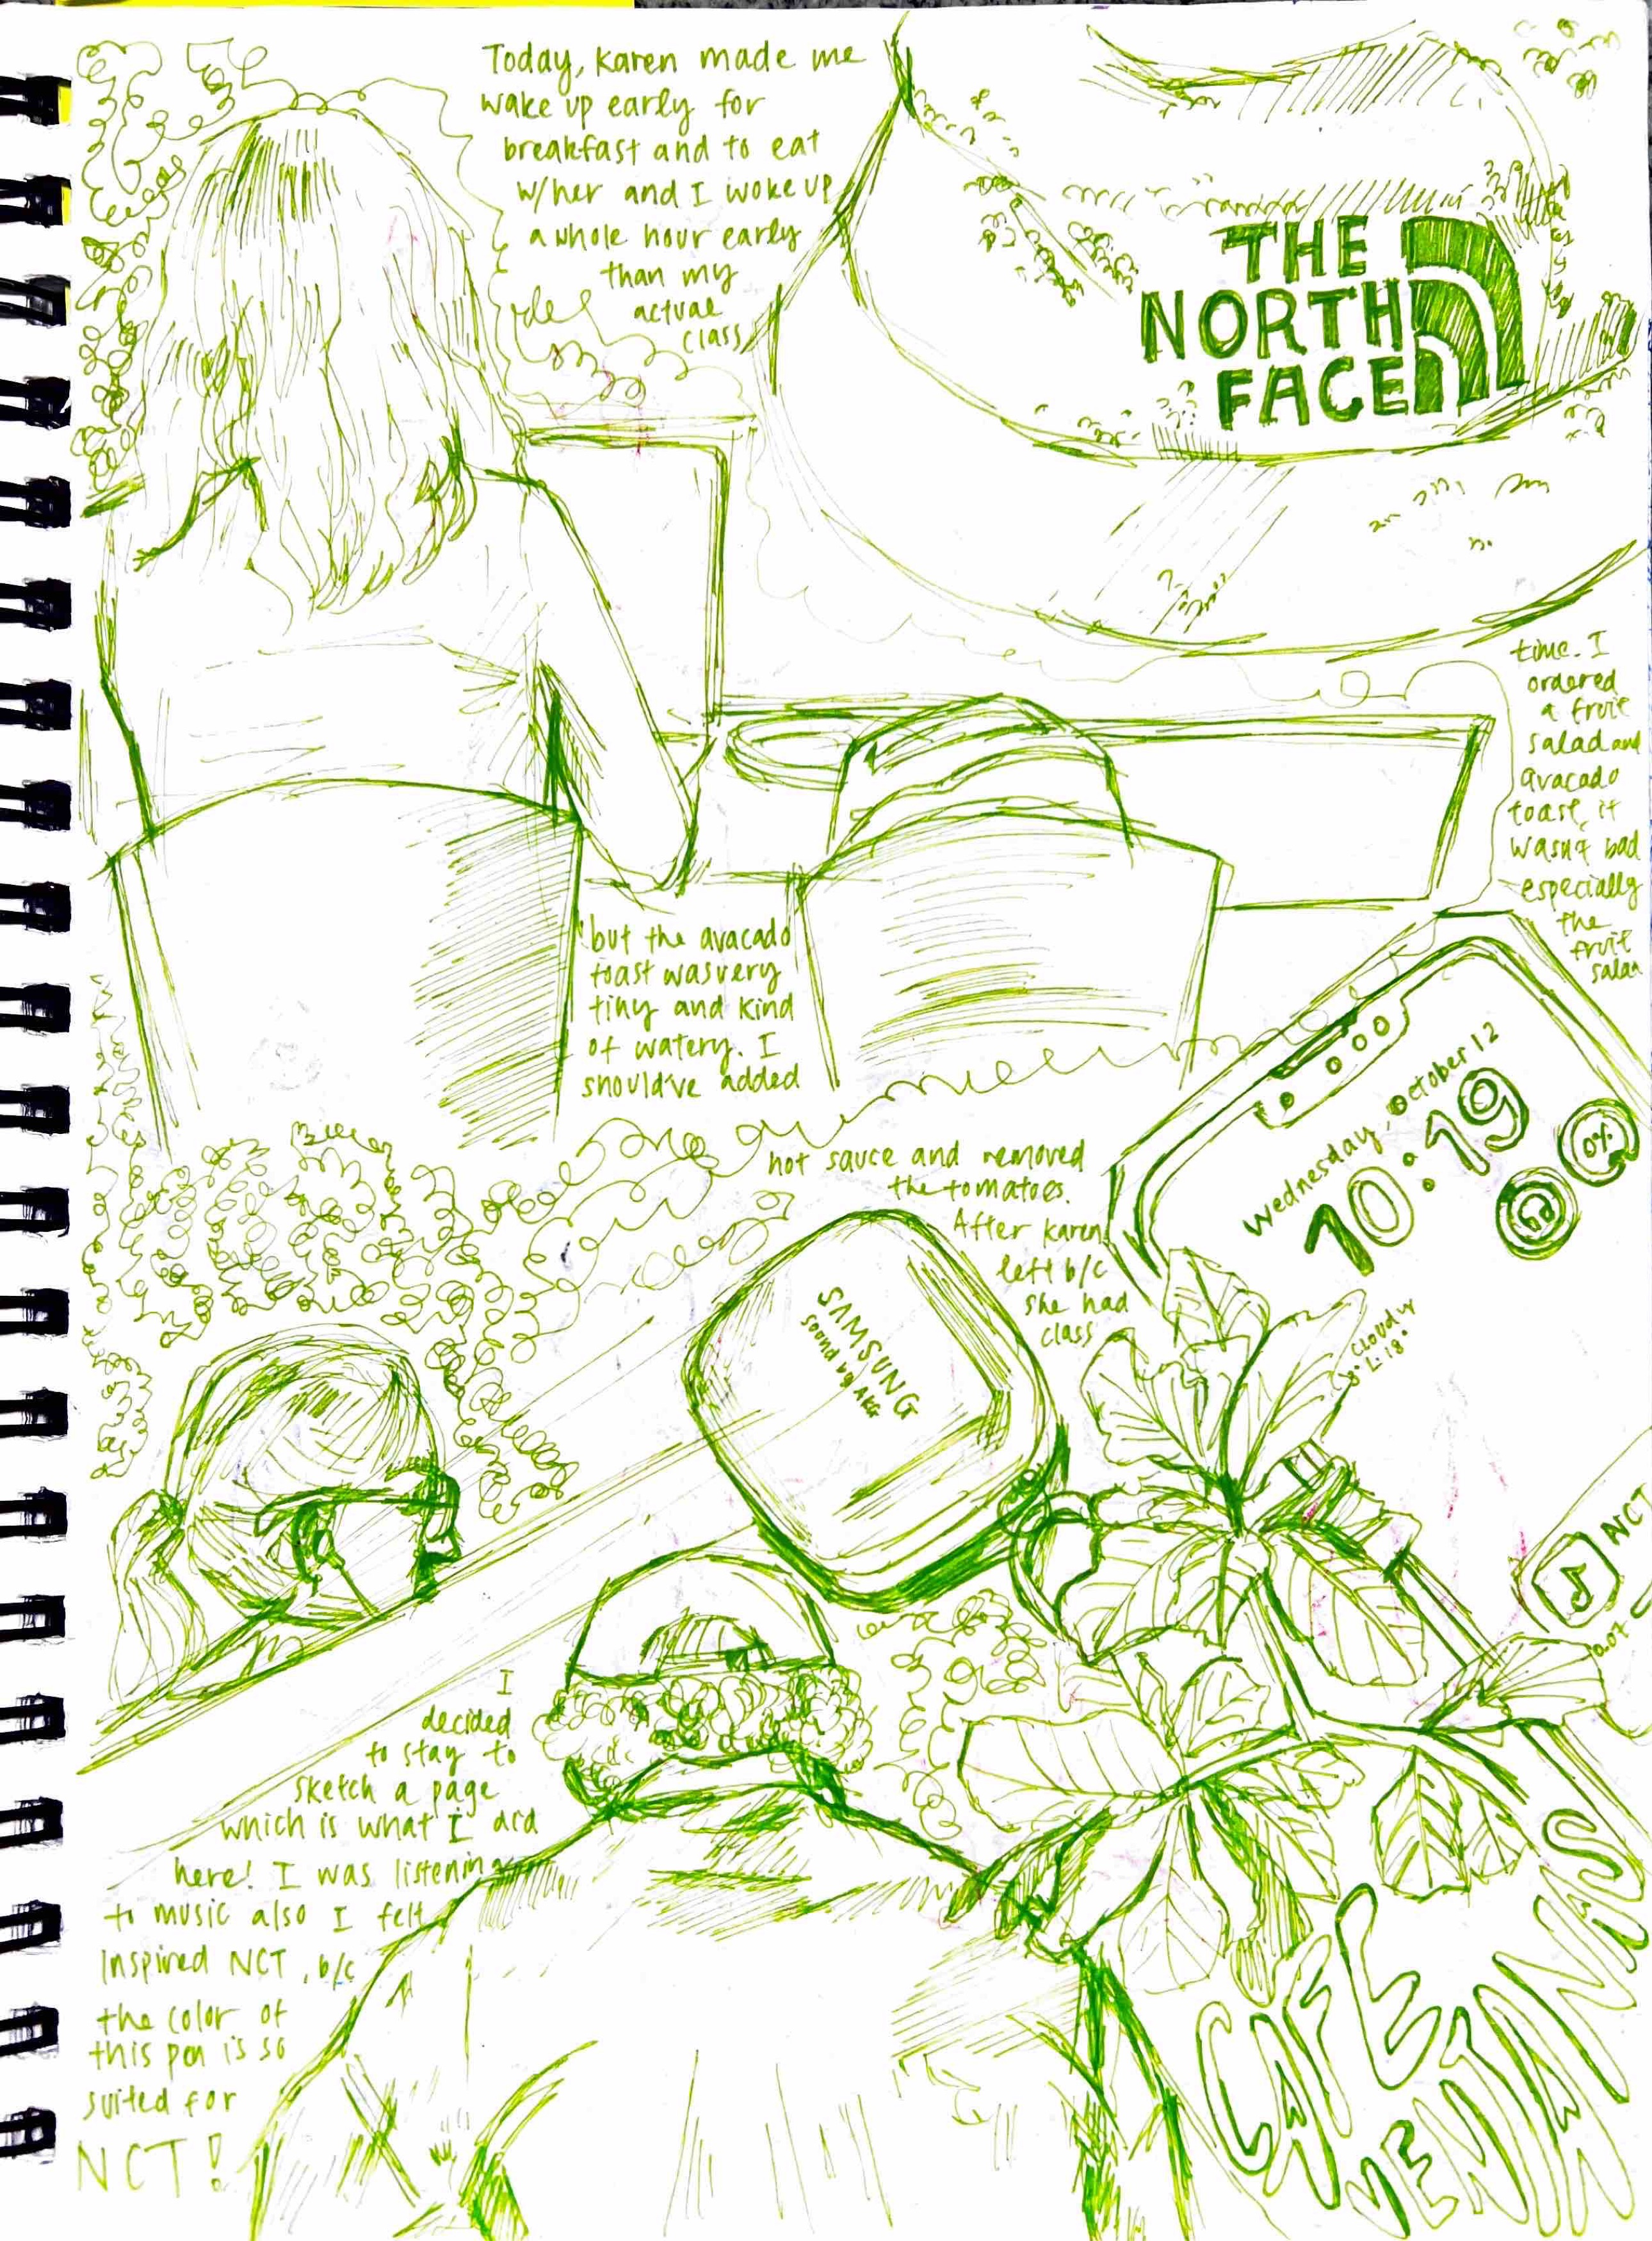 Today, Karen made me
wake up early for
breakfast and to eat
w/her and I woke up
a whole hour early
than my
actual
class
THE
NORTH
FACE
time. I
ordered
a fruit
salad and
avacado
toast, it
wasn't bad
especially
the
fruit
salad
but the avacado
toast was very
tiny and kind
of watery. I
should've added
hot sauce and removed
the tomatoes.
After Karen
left b/c
she had
class
Wednesday, October 12
10:19
0%
cloudy
SAMSUNG
sound by AKG
NCT
I
decided
to stay to
sketch a page
which is what I did
here! I was listening
to music also I felt
inspired NCT, b/c
the color of
this pen is so
suited for
NCT!
CAFE
VENTANAS